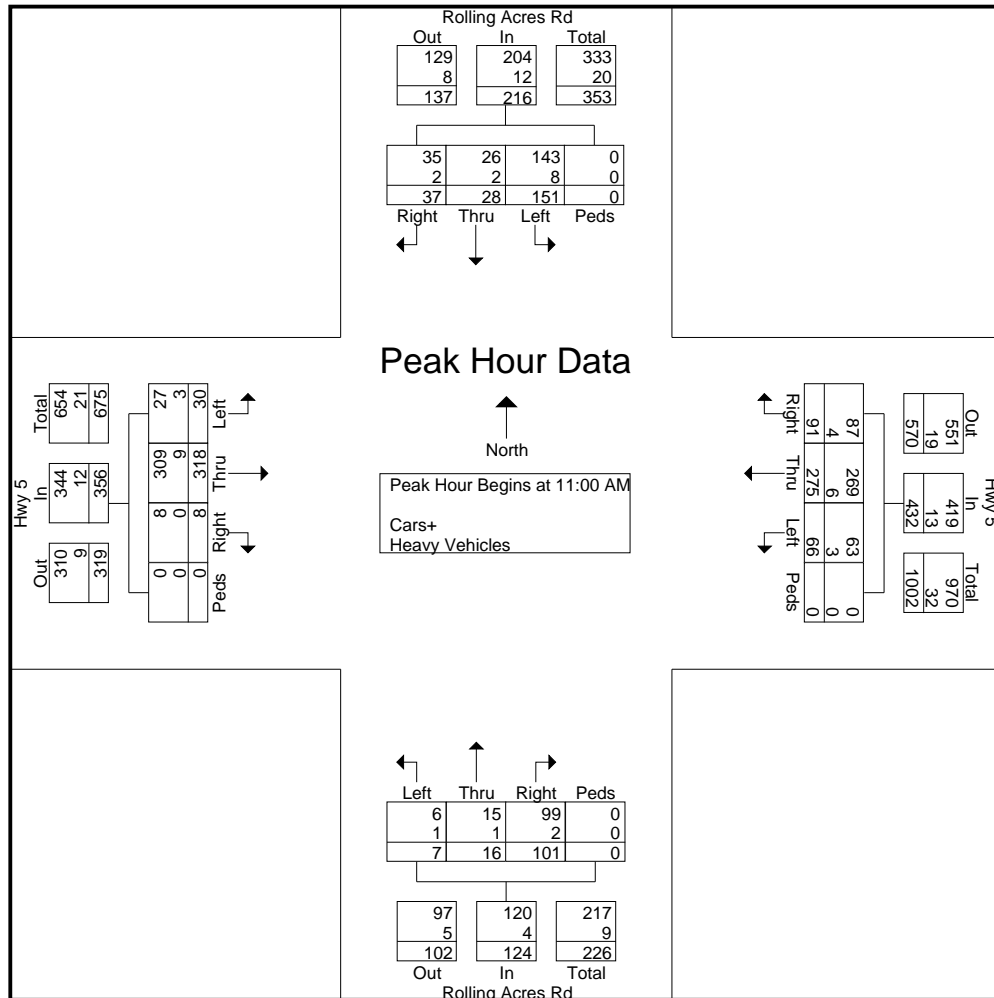 Rolling Acres Rd
Out In Total
129 204 333
8 12 20
137 216 353
35 26 143 0
2 2 8 0
37 28 151 0
Right Thru Left Peds
Peak Hour Data
North
Peak Hour Begins at 11:00 AM
Cars+
Heavy Vehicles
Hwy 5
Total In Out
654 344 310
21 12 9
675 356 319
27 309 8 0
3 9 0 0
30 318 8 0
Left Thru Right Peds
Right Thru Left Peds
91 275 66 0
4 6 3 0
87 269 63 0
Out In Total
551 419 970
19 13 32
570 432 1002
Hwy 5
Left Thru Right Peds
6 15 99 0
1 1 2 0
7 16 101 0
97 120 217
5 4 9
102 124 226
Out In Total
Rolling Acres Rd